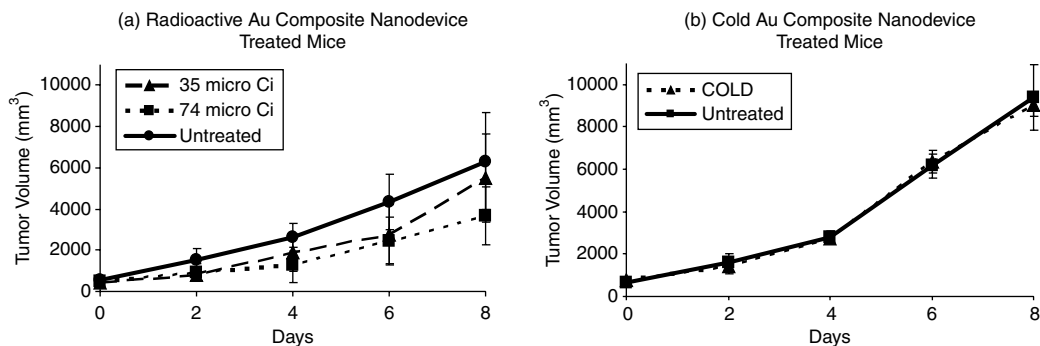 (a) Radioactive Au Composite Nanodevice
Treated Mice
Tumor Volume (mm³)
10000
8000
6000
4000
2000
0
35 micro Ci
74 micro Ci
Untreated
0 2 4 6 8
Days
(b) Cold Au Composite Nanodevice
Treated Mice
Tumor Volume (mm³)
10000
8000
6000
4000
2000
0
COLD
Untreated
0 2 4 6 8
Days